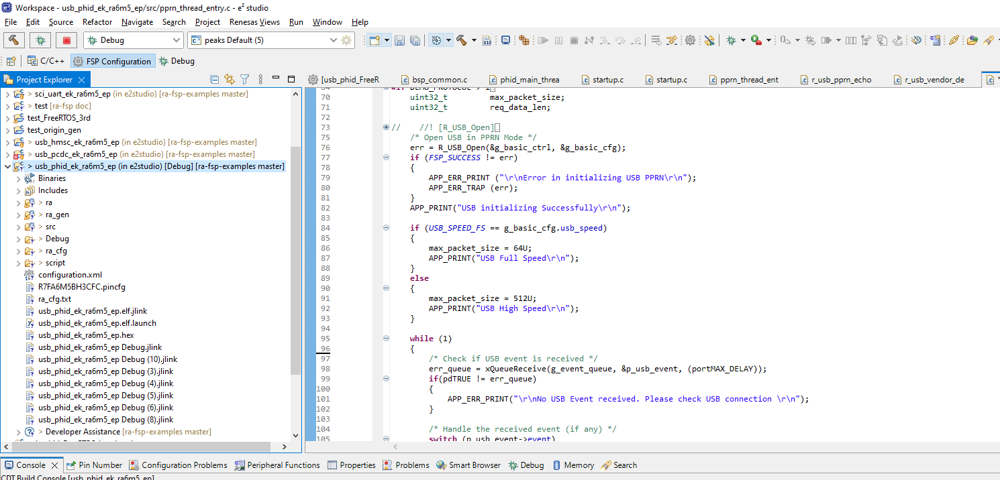 Workspace - usb_phid_ek_ra6m5_ep/src/pprn_thread_entry.c - e² studio
File Edit Source Refactor Navigate Search Project Renesas Views Run Window Help
Debug peaks Default (5)
C/C++ FSP Configuration Debug
Project Explorer
sci_uart_ek_ra6m5_ep (in e2studio) [ra-fsp-examples master]
> test [ra-fsp doc]
test_FreeRTOS_3rd
test_origin_gen
> usb_hmsc_ek_ra6m5_ep (in e2studio) [ra-fsp-examples master]
> usb_pcdc_ek_ra6m5_ep (in e2studio) [ra-fsp-examples master]
> usb_phid_ek_ra6m5_ep (in e2studio) [Debug] [ra-fsp-examples master]
Binaries
Includes
> ra
> ra_gen
> src
> Debug
> ra_cfg
> script
configuration.xml
R7FA6M5BH3CFC.pincfg
ra_cfg.txt
usb_phid_ek_ra6m5_ep.elf.jlink
usb_phid_ek_ra6m5_ep.elf.launch
usb_phid_ek_ra6m5_ep.hex
usb_phid_ek_ra6m5_ep Debug.jlink
usb_phid_ek_ra6m5_ep Debug (10).jlink
usb_phid_ek_ra6m5_ep Debug (3).jlink
usb_phid_ek_ra6m5_ep Debug (4).jlink
usb_phid_ek_ra6m5_ep Debug (5).jlink
usb_phid_ek_ra6m5_ep Debug (6).jlink
usb_phid_ek_ra6m5_ep Debug (8).jlink
> Developer Assistance [ra-fsp-examples master]
[usb_phid_FreeR bsp_common.c phid_main_threa startup.c startup.c pprn_thread_ent r_usb_pprn_echo r_usb_vendor_de
70 uint32_t max_packet_size;
71 uint32_t req_data_len;
72
73 // //! [R_USB_Open]
75 /* Open USB in PPRN Mode */
76 err = R_USB_Open(&g_basic_ctrl, &g_basic_cfg);
77 if (FSP_SUCCESS != err)
78 {
79 APP_ERR_PRINT ("\r\nError in initializing USB PPRN\r\n");
80 APP_ERR_TRAP (err);
81 }
82 APP_PRINT("USB initializing Successfully\r\n");
83
84 if (USB_SPEED_FS == g_basic_cfg.usb_speed)
85 {
86 max_packet_size = 64U;
87 APP_PRINT("USB Full Speed\r\n");
88 }
89 else
90 {
91 max_packet_size = 512U;
92 APP_PRINT("USB High Speed\r\n");
93 }
94
95 while (1)
96 {
97 /* Check if USB event is received */
98 err_queue = xQueueReceive(g_event_queue, &p_usb_event, (portMAX_DELAY));
99 if(pdTRUE != err_queue)
100 {
101 APP_ERR_PRINT("\r\nNo USB Event received. Please check USB connection \r\n");
102 }
103
104 /* Handle the received event (if any) */
105 switch (p_usb_event->event)
Console Pin Number Configuration Problems Peripheral Functions Properties Problems Smart Browser Debug Memory Search
CDT Build Console [usb_phid_ek_ra6m5_ep]